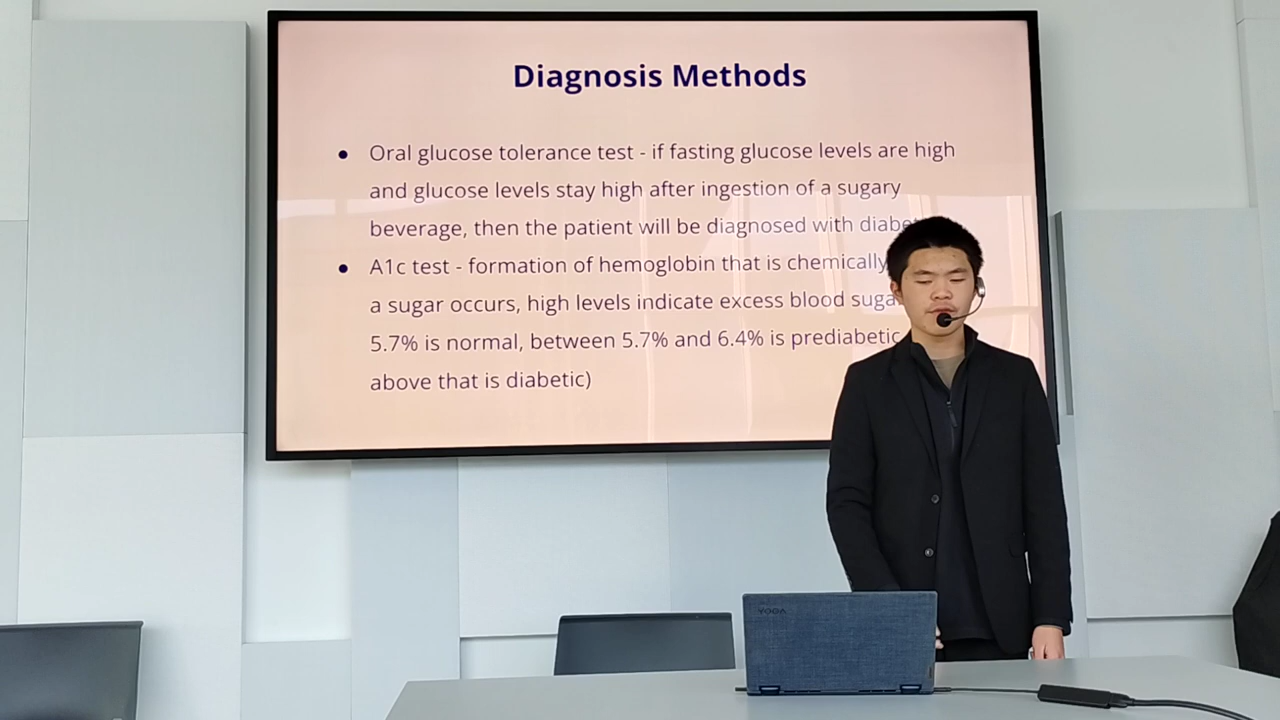 Diagnosis Methods
• Oral glucose tolerance test - if fasting glucose levels are high
and glucose levels stay high after ingestion of a sugary
beverage, then the patient will be diagnosed with
• A1c test - formation of hemoglobin that is chemically
a sugar occurs, high levels indicate excess blood
5.7% is normal, between 5.7% and 6.4% is prediabetic
above that is diabetic)
YOGA